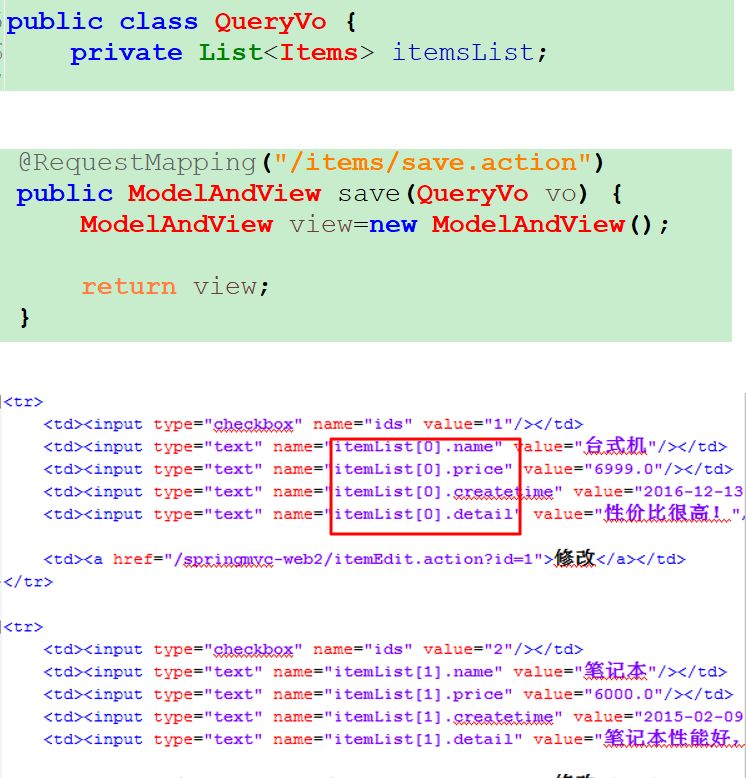 public class QueryVo {
private List<Items> itemsList;
@RequestMapping("/items/save.action")
public ModelAndView save(QueryVo vo) {
ModelAndView view=new ModelAndView();
return view;
}
<tr>
<td><input type="checkbox" name="ids" value="1"/></td>
<td><input type="text" name="itemList[0].name" value="台式机"/></td>
<td><input type="text" name="itemList[0].price" value="6999.0"/></td>
<td><input type="text" name="itemList[0].createtime" value="2016-12-13
<td><input type="text" name="itemList[0].detail" value="性价比很高！"/
<td><a href="/springmvc-web2/itemEdit.action?id=1">修改</a></td>
</tr>
<tr>
<td><input type="checkbox" name="ids" value="2"/></td>
<td><input type="text" name="itemList[1].name" value="笔记本"/></td>
<td><input type="text" name="itemList[1].price" value="6000.0"/></td>
<td><input type="text" name="itemList[1].createtime" value="2015-02-09
<td><input type="text" name="itemList[1].detail" value="笔记本性能好，